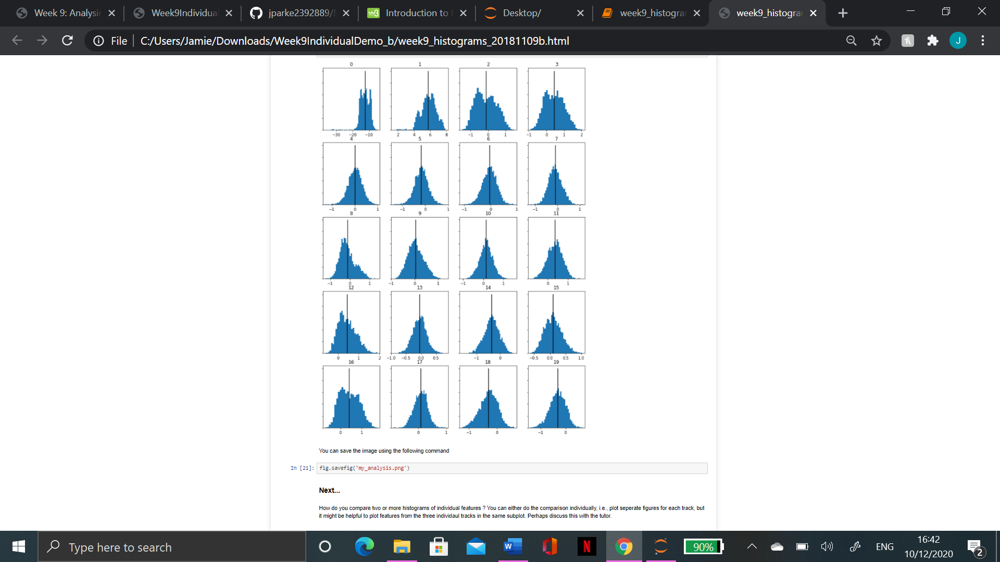 Week 9: Analysi
Week9Individua
jparke2392889/
Introduction to
Desktop/
week9_histogra
week9_histogra
File
C:/Users/Jamie/Downloads/Week9IndividualDemo_b/week9_histograms_20181109b.html
J
0 1 2 3
−30 −20 −10 2 4 6 8 −1 0 1 −1 0 1 2
4 5 6 7
−1 0 1 −1 0 1 −1 0 1 −1 0 1
8 9 10 11
−1 0 1 −1 0 1 −1 0 1 0 1
12 13 14 15
0 1 2 −1.0 −0.5 0.0 0.5 −1 0 −0.5 0.0 0.5 1.0
16 17 18 19
0 1 0 1 −1 0 −1 0
You can save the image using the following command
In [21]: fig.savefig('my_analysis.png')
Next...
How do you compare two or more histograms of individual features ? You can either do the comparison individually, i.e., plot seperate figures for each track, but
it might be helpful to plot features from the three individaul tracks in the same subplot. Perhaps discuss this with the tutor.
Type here to search
90%
ENG
16:42
10/12/2020
2